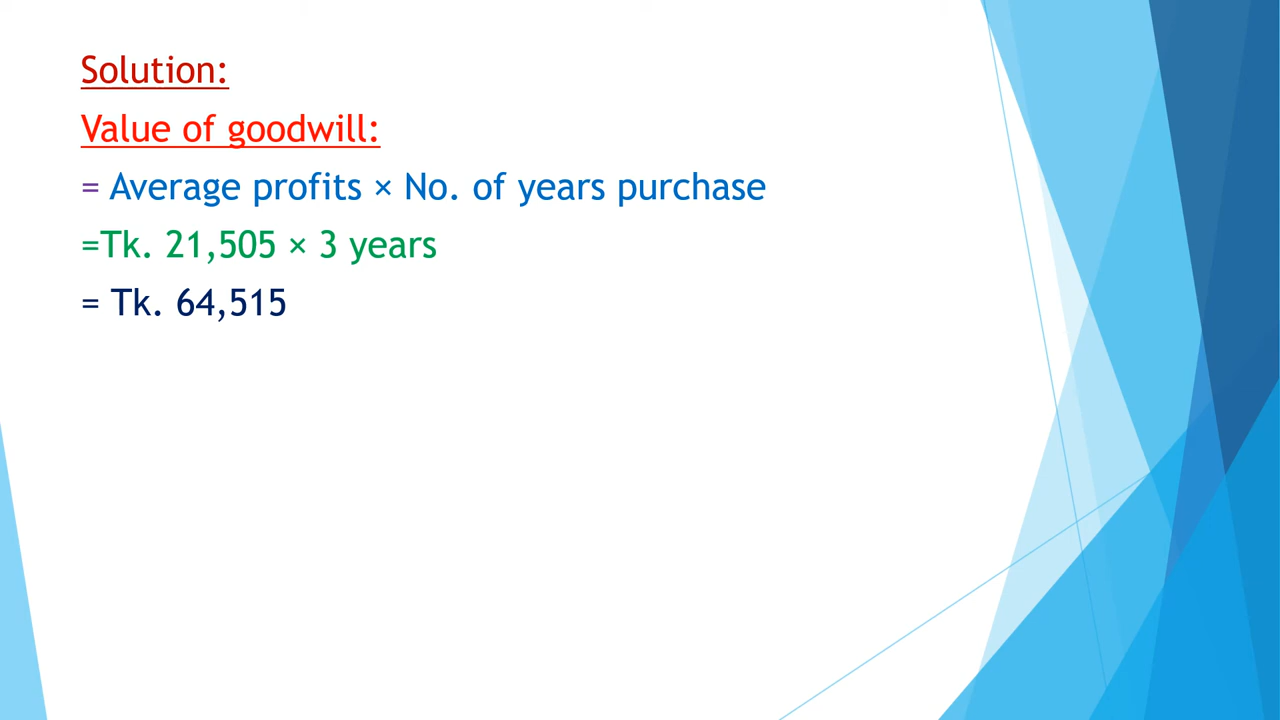 Solution:
Value of goodwill:
= Average profits × No. of years purchase
=Tk. 21,505 × 3 years
= Tk. 64,515